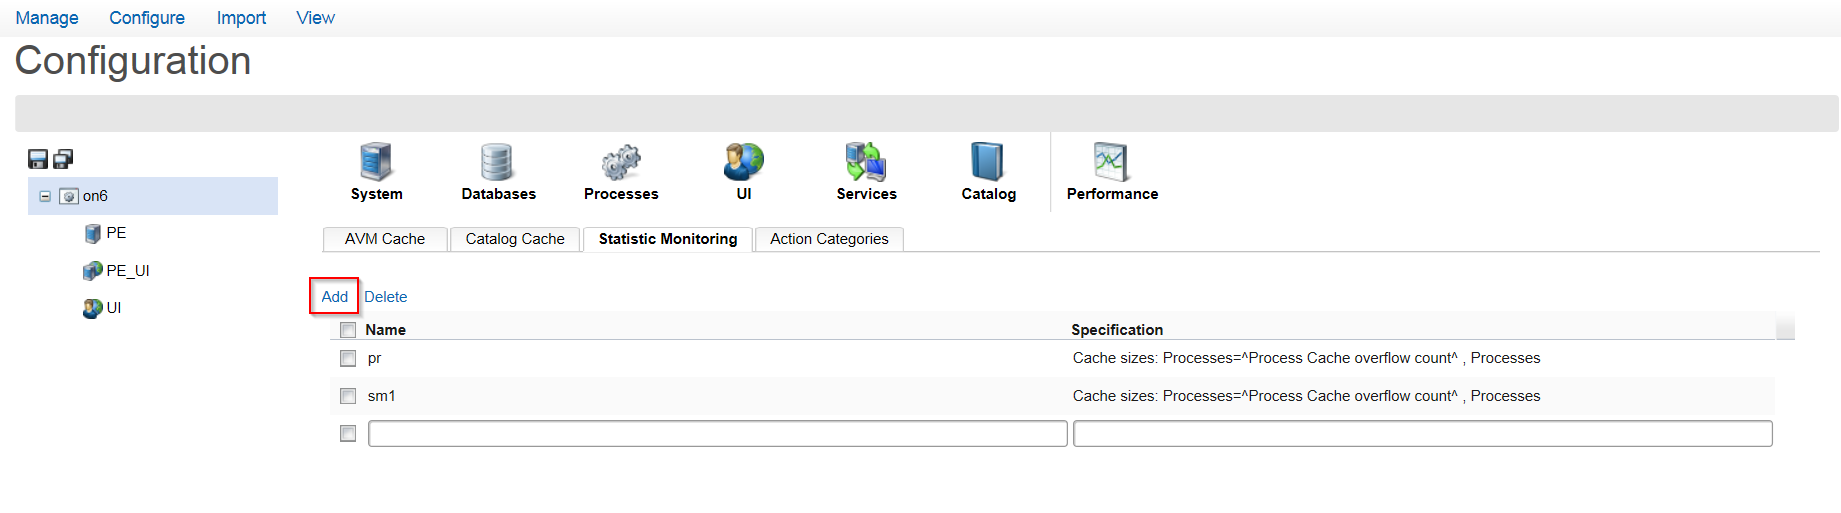 Manage Configure Import View
Configuration
System Databases Processes UI Services Catalog Performance
on6
PE
PE_UI
UI
AVM Cache Catalog Cache Statistic Monitoring Action Categories
Add Delete
Name Specification
pr Cache sizes: Processes=^Process Cache overflow count^ , Processes
sm1 Cache sizes: Processes=^Process Cache overflow count^ , Processes